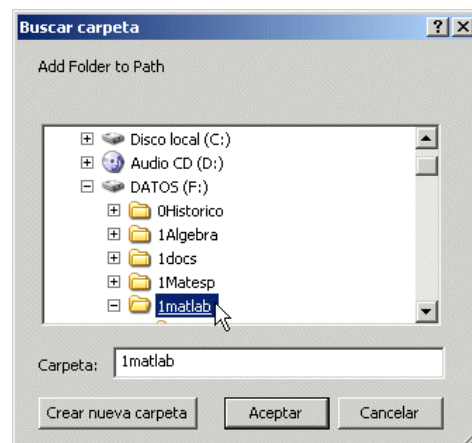 Buscar carpeta
Add Folder to Path
Disco local (C:)
Audio CD (D:)
DATOS (F:)
0Historico
1Algebra
1docs
1Matesp
1matlab
Carpeta: 1matlab
Crear nueva carpeta Aceptar Cancelar